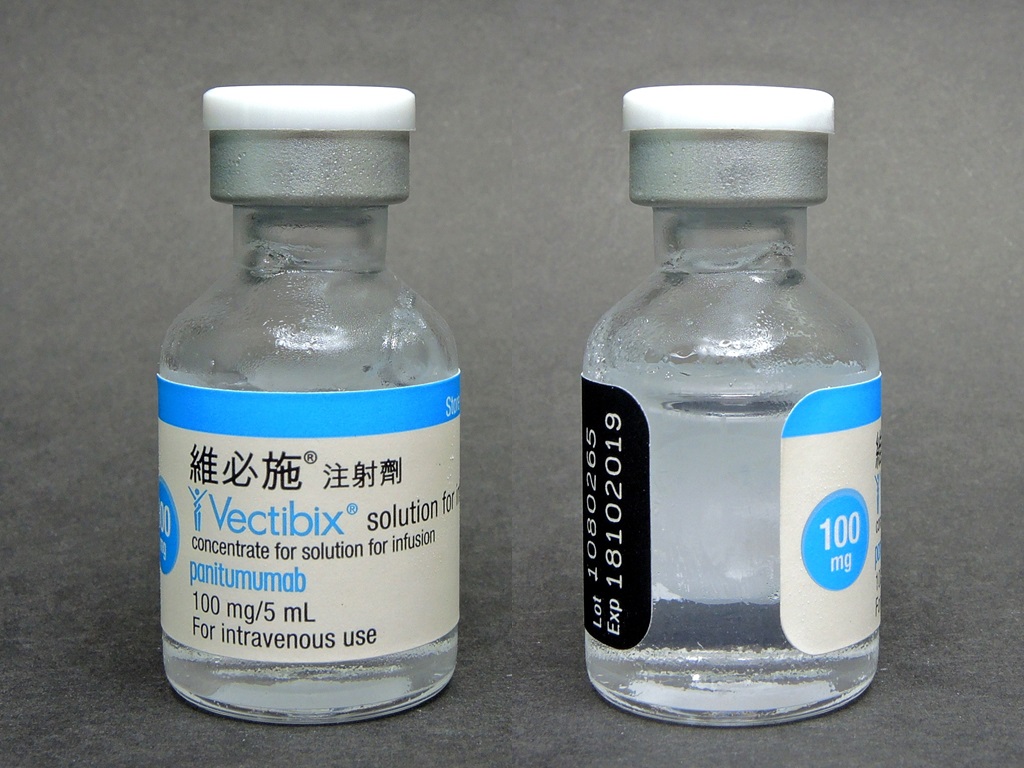 維必施® 注射劑
Vectibix® solution for
concentrate for solution for infusion
panitumumab
100 mg/5 mL
For intravenous use
Lot 1080265
Exp 18102019
100
mg